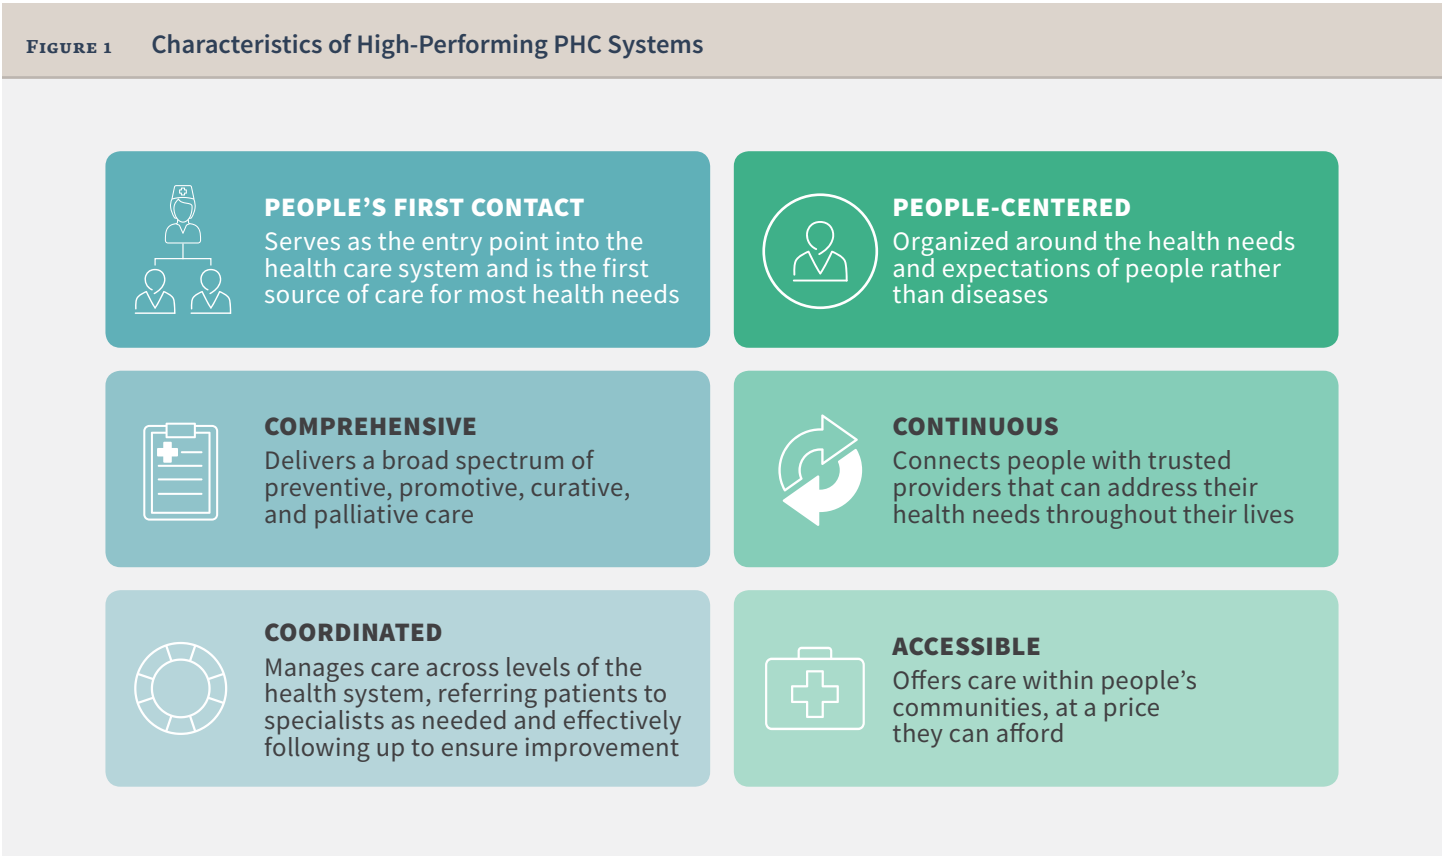 FIGURE 1 Characteristics of High-Performing PHC Systems
PEOPLE’S FIRST CONTACT
Serves as the entry point into the
health care system and is the first
source of care for most health needs
PEOPLE-CENTERED
Organized around the health needs
and expectations of people rather
than diseases
COMPREHENSIVE
Delivers a broad spectrum of
preventive, promotive, curative,
and palliative care
CONTINUOUS
Connects people with trusted
providers that can address their
health needs throughout their lives
COORDINATED
Manages care across levels of the
health system, referring patients to
specialists as needed and effectively
following up to ensure improvement
ACCESSIBLE
Offers care within people’s
communities, at a price
they can afford